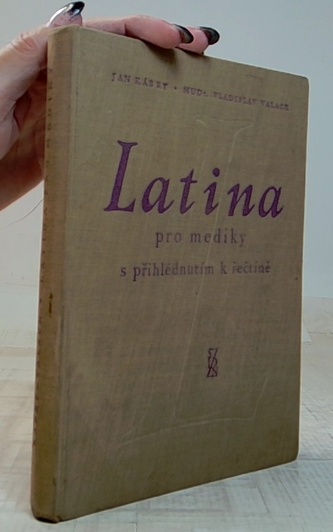 JAN KÁBRT • MUDR. VLADISLAV VALACH
Latina
pro mediky
s přihlédnutím k řečtině